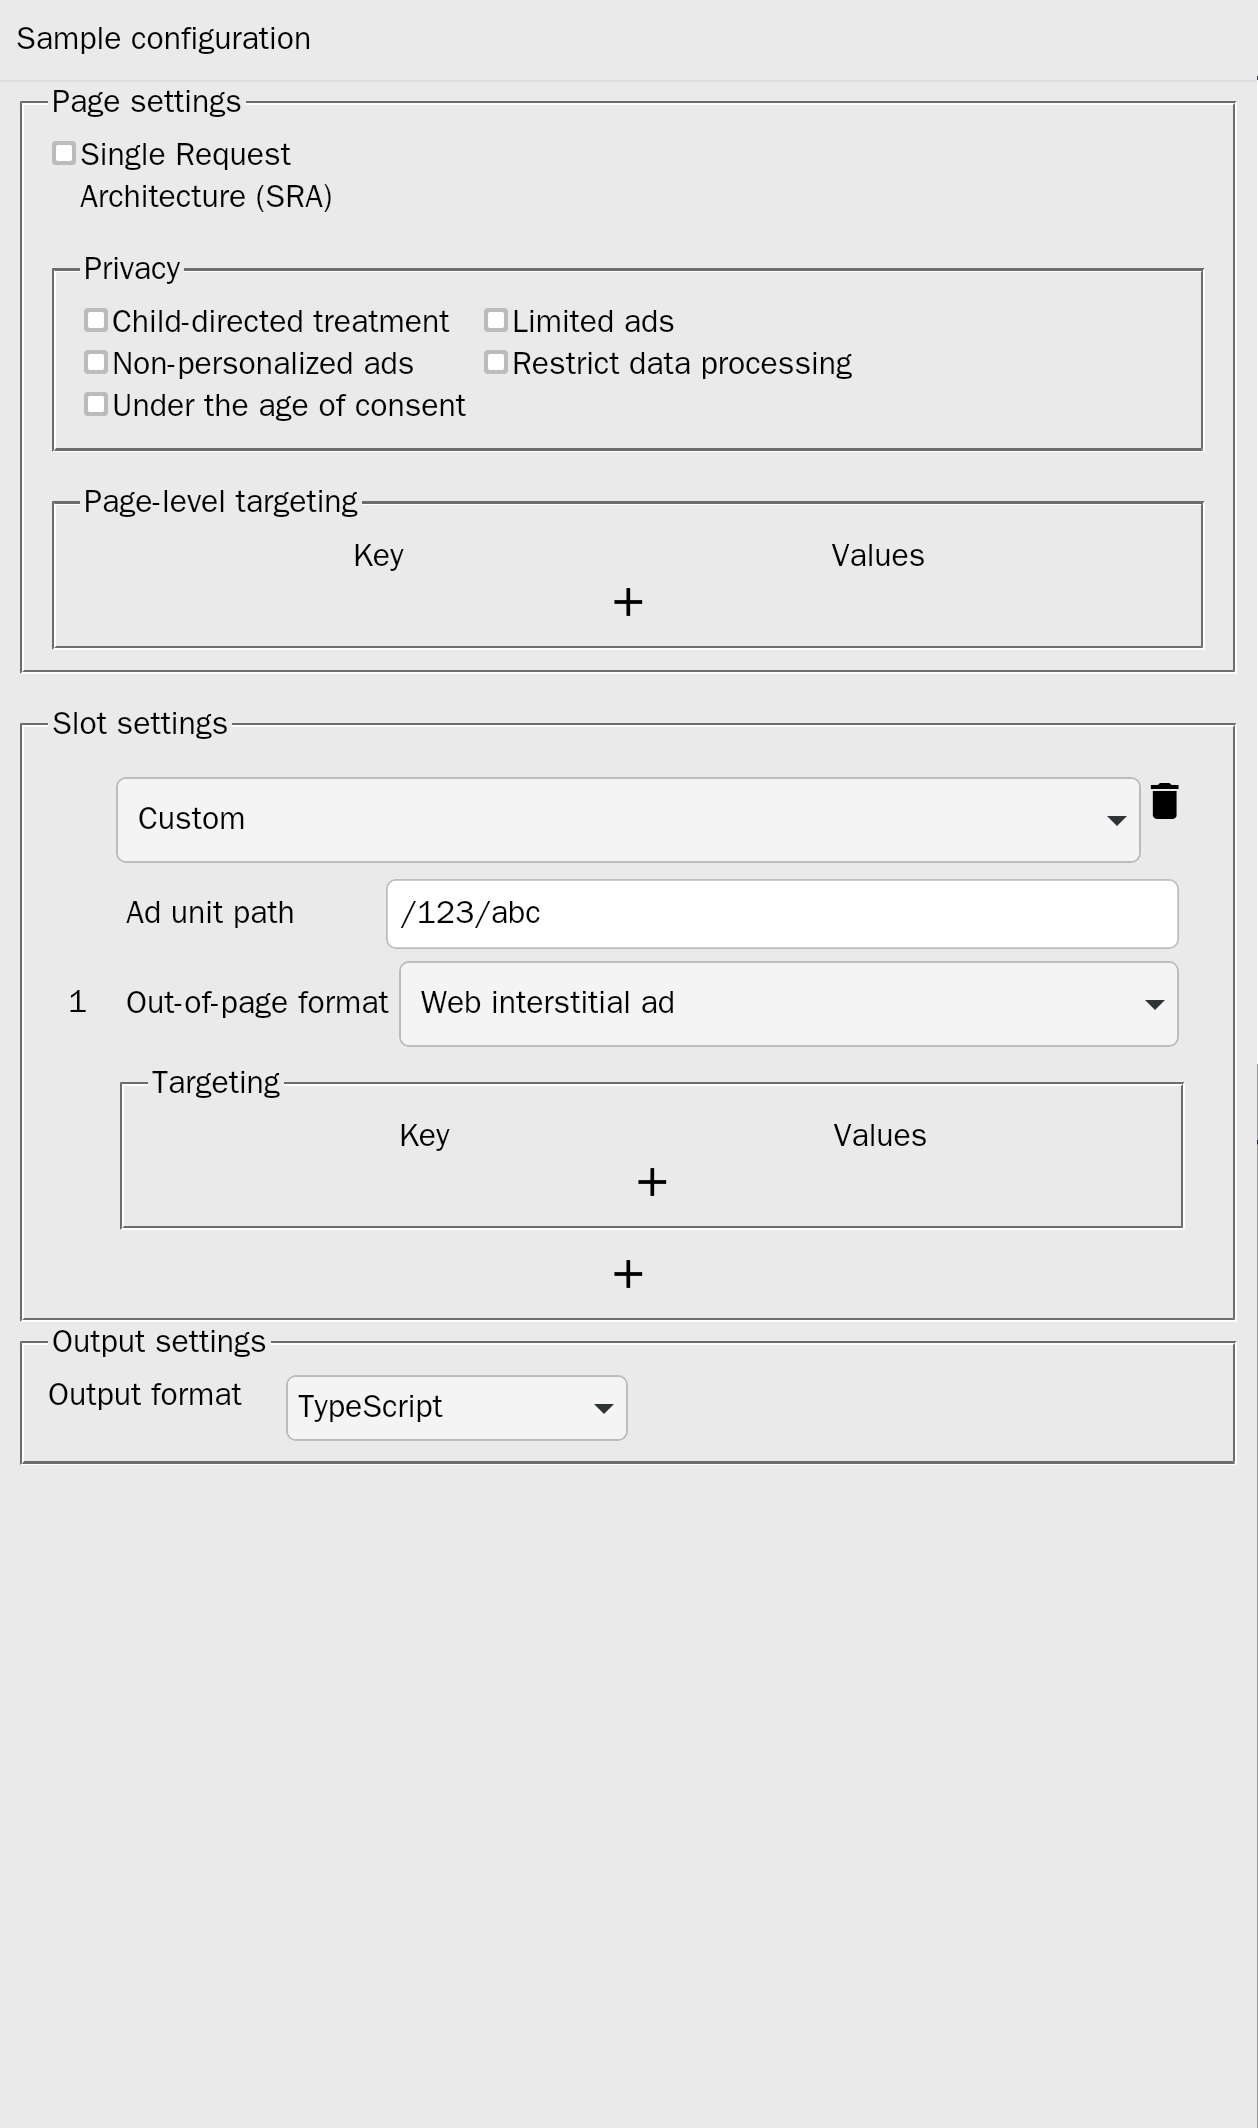 Sample configuration
Page settings
Single Request
Architecture (SRA)
Privacy
Child-directed treatment Limited ads
Non-personalized ads Restrict data processing
Under the age of consent
Page-level targeting
Key Values
+
Slot settings
Custom
Ad unit path /123/abc
1 Out-of-page format Web interstitial ad
Targeting
Key Values
+
+
Output settings
Output format TypeScript